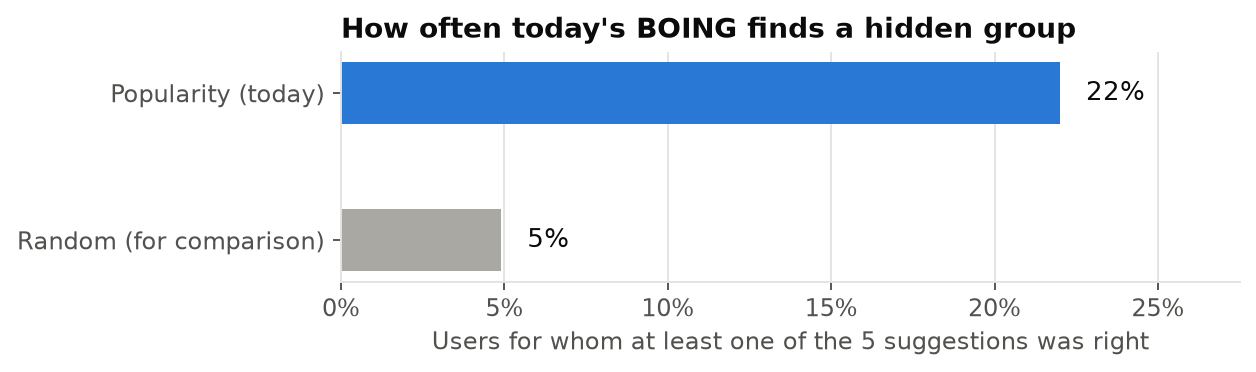 How often today's BOING finds a hidden group
Popularity (today)
22%
Random (for comparison)
5%
0% 5% 10% 15% 20% 25%
Users for whom at least one of the 5 suggestions was right